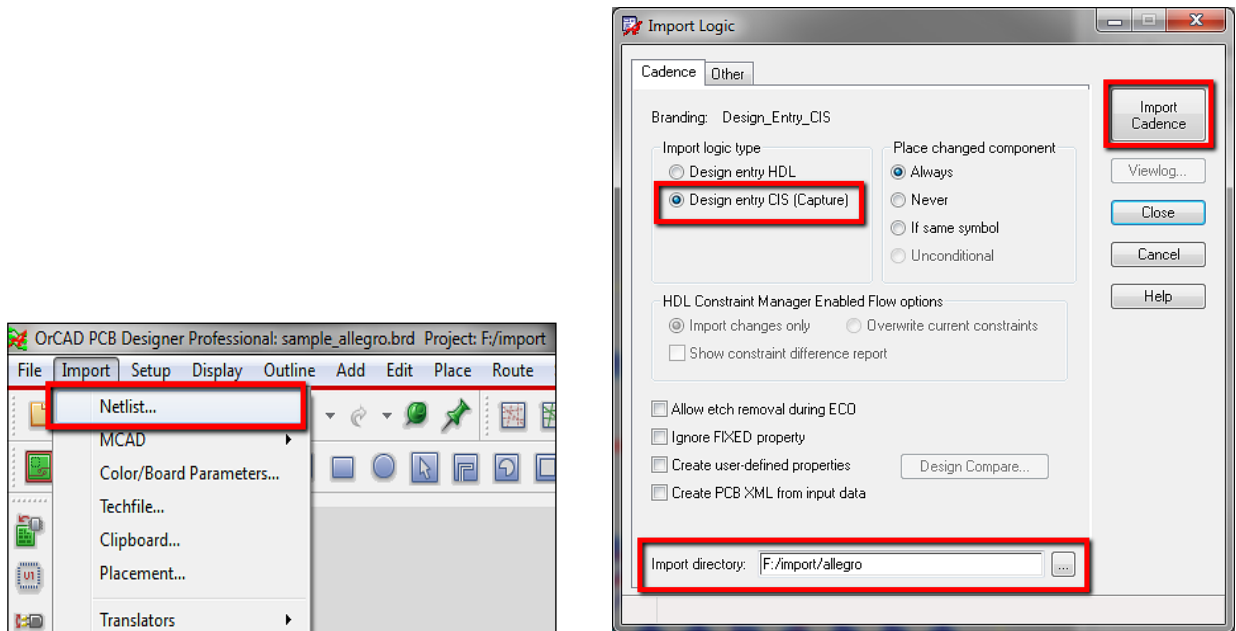 OrCAD PCB Designer Professional: sample_allegro.brd Project: F:/import
File Import Setup Display Outline Add Edit Place Route
Netlist...
MCAD
Color/Board Parameters...
Techfile...
Clipboard...
Placement...
Translators
U1
Import Logic
Cadence Other
Branding: Design_Entry_CIS
Import logic type
Design entry HDL
Design entry CIS (Capture)
Place changed component
Always
Never
If same symbol
Unconditional
HDL Constraint Manager Enabled Flow options
Import changes only Overwrite current constraints
Show constraint difference report
Allow etch removal during ECO
Ignore FIXED property
Create user-defined properties Design Compare...
Create PCB XML from input data
Import directory: F:/import/allegro ...
Import
Cadence
Viewlog...
Close
Cancel
Help